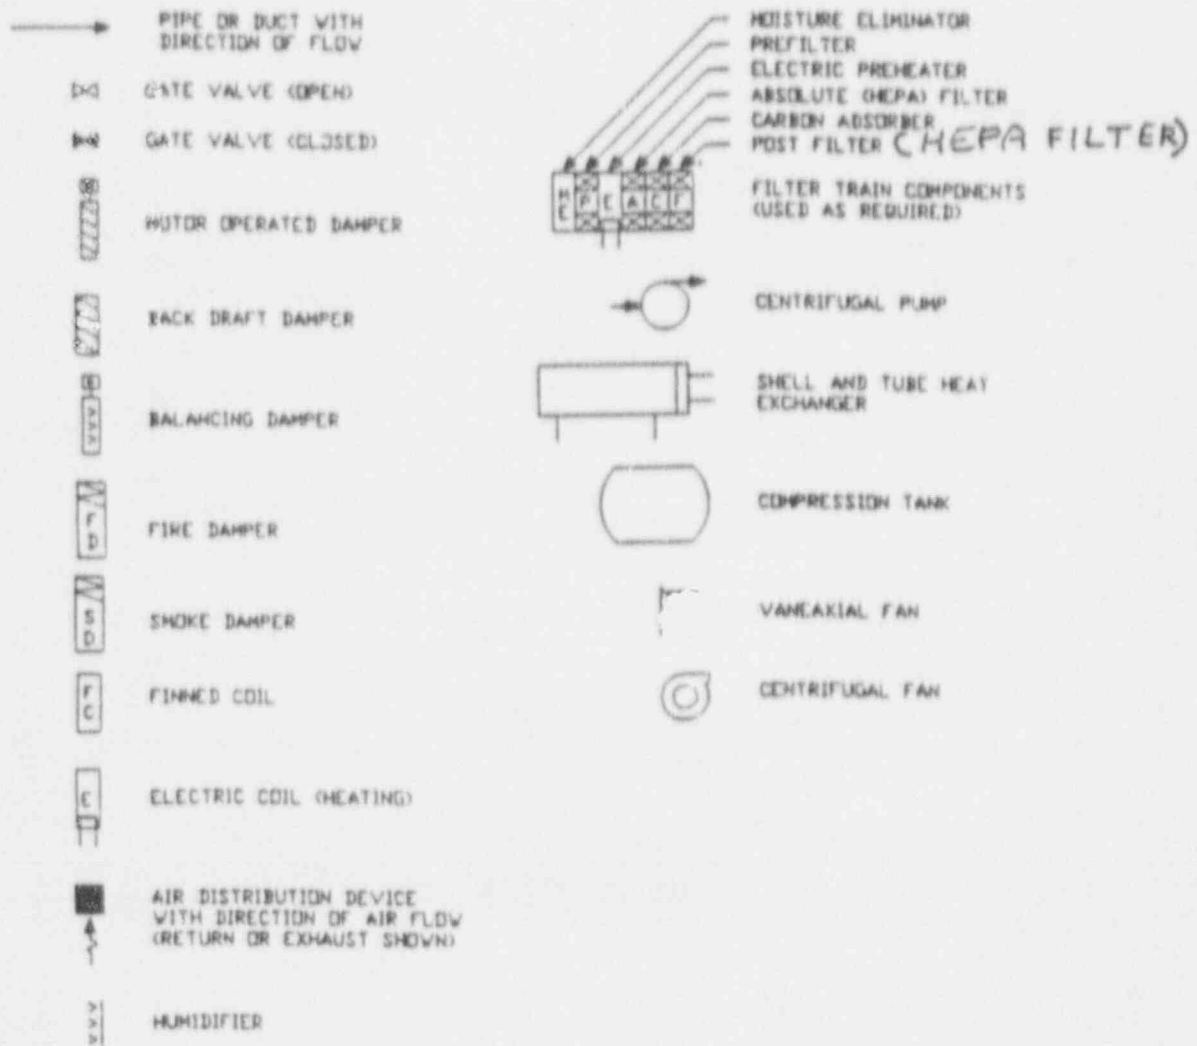 PIPE OR DUCT WITH
DIRECTION OF FLOW
GATE VALVE (OPEN)
GATE VALVE (CLOSED)
MOTOR OPERATED DAMPER
BACK DRAFT DAMPER
BALANCING DAMPER
F
D
FIRE DAMPER
S
D
SMOKE DAMPER
F
C
FINNED COIL
E
ELECTRIC COIL (HEATING)
AIR DISTRIBUTION DEVICE
WITH DIRECTION OF AIR FLOW
(RETURN OR EXHAUST SHOWN)
HUMIDIFIER
MOISTURE ELIMINATOR
PREFILTER
ELECTRIC PREHEATER
ABSOLUTE (HEPA) FILTER
CARBON ADSORBER
POST FILTER (HEPA FILTER)
M
E P E A C F
FILTER TRAIN COMPONENTS
(USED AS REQUIRED)
CENTRIFUGAL PUMP
SHELL AND TUBE HEAT
EXCHANGER
COMPRESSION TANK
VANEAXIAL FAN
CENTRIFUGAL FAN